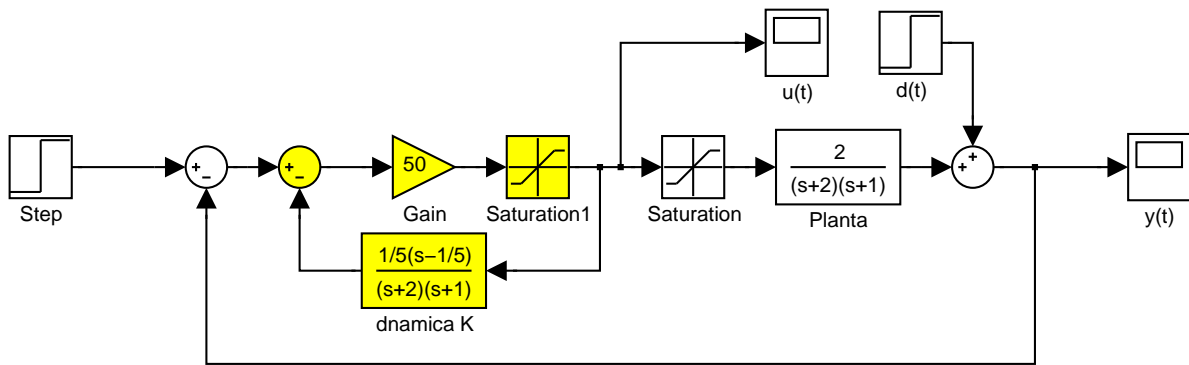 u(t)
d(t)
Step
+
−
+
−
50
Gain
Saturation1
Saturation
2
(s+2)(s+1)
Planta
+
+
y(t)
1/5(s−1/5)
(s+2)(s+1)
dnamica K